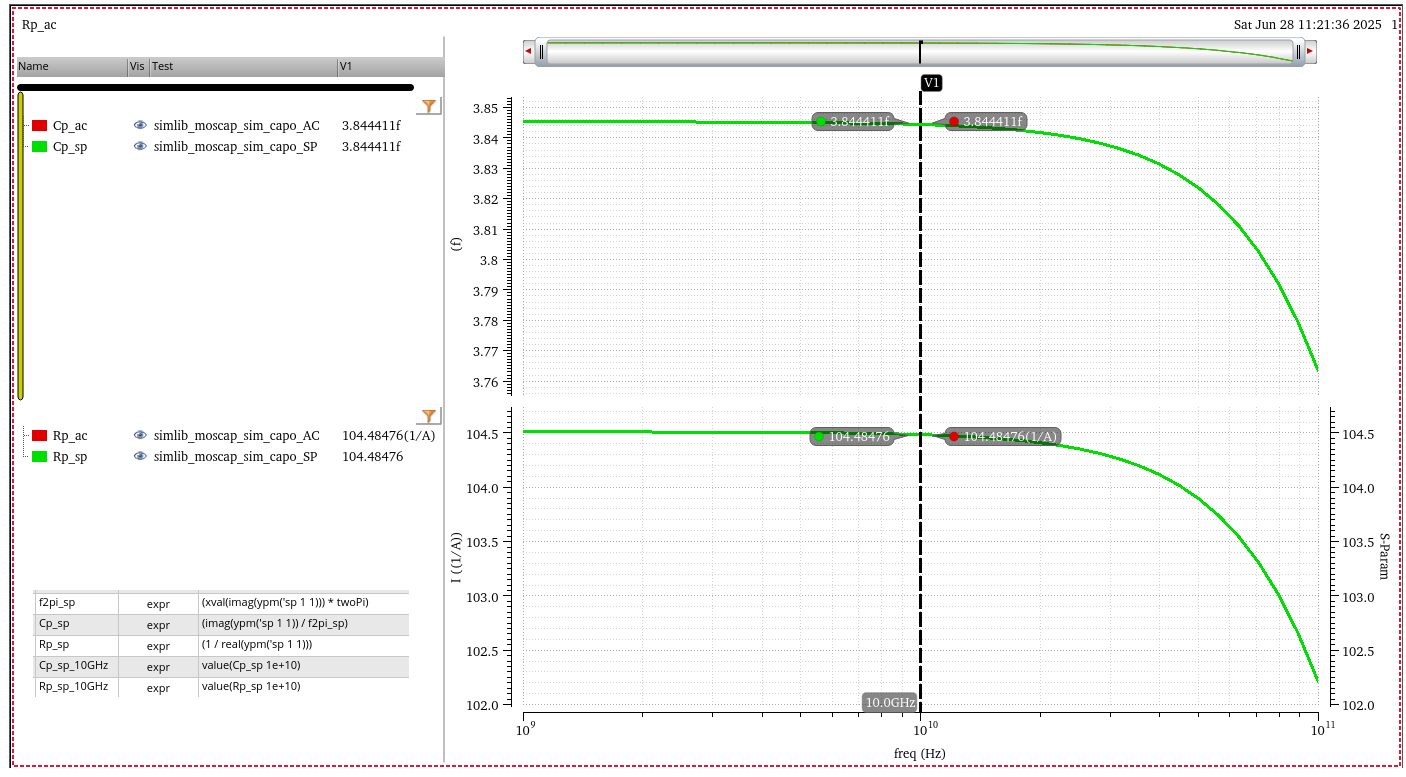 Rp_ac
Sat Jun 28 11:21:36 2025 1
Name Vis Test V1
V1
Cp_ac simlib_moscap_sim_capo_AC 3.844411f
Cp_sp simlib_moscap_sim_capo_SP 3.844411f
3.85
3.84
3.83
3.82
3.81
3.8
3.79
3.78
3.77
3.76
(f)
3.844411f
3.844411f
Rp_ac simlib_moscap_sim_capo_AC 104.48476(1/A)
Rp_sp simlib_moscap_sim_capo_SP 104.48476
104.5
104.0
103.5
103.0
102.5
102.0
I ((1/A))
104.48476
104.48476(1/A)
104.5
104.0
103.5
103.0
102.5
102.0
S-Param
f2pi_sp expr (xval(imag(ypm('sp 1 1))) * twoPi)
Cp_sp expr (imag(ypm('sp 1 1)) / f2pi_sp)
Rp_sp expr (1 / real(ypm('sp 1 1)))
Cp_sp_10GHz expr value(Cp_sp 1e+10)
Rp_sp_10GHz expr value(Rp_sp 1e+10)
10.0GHz
10^9 10^10 10^11
freq (Hz)